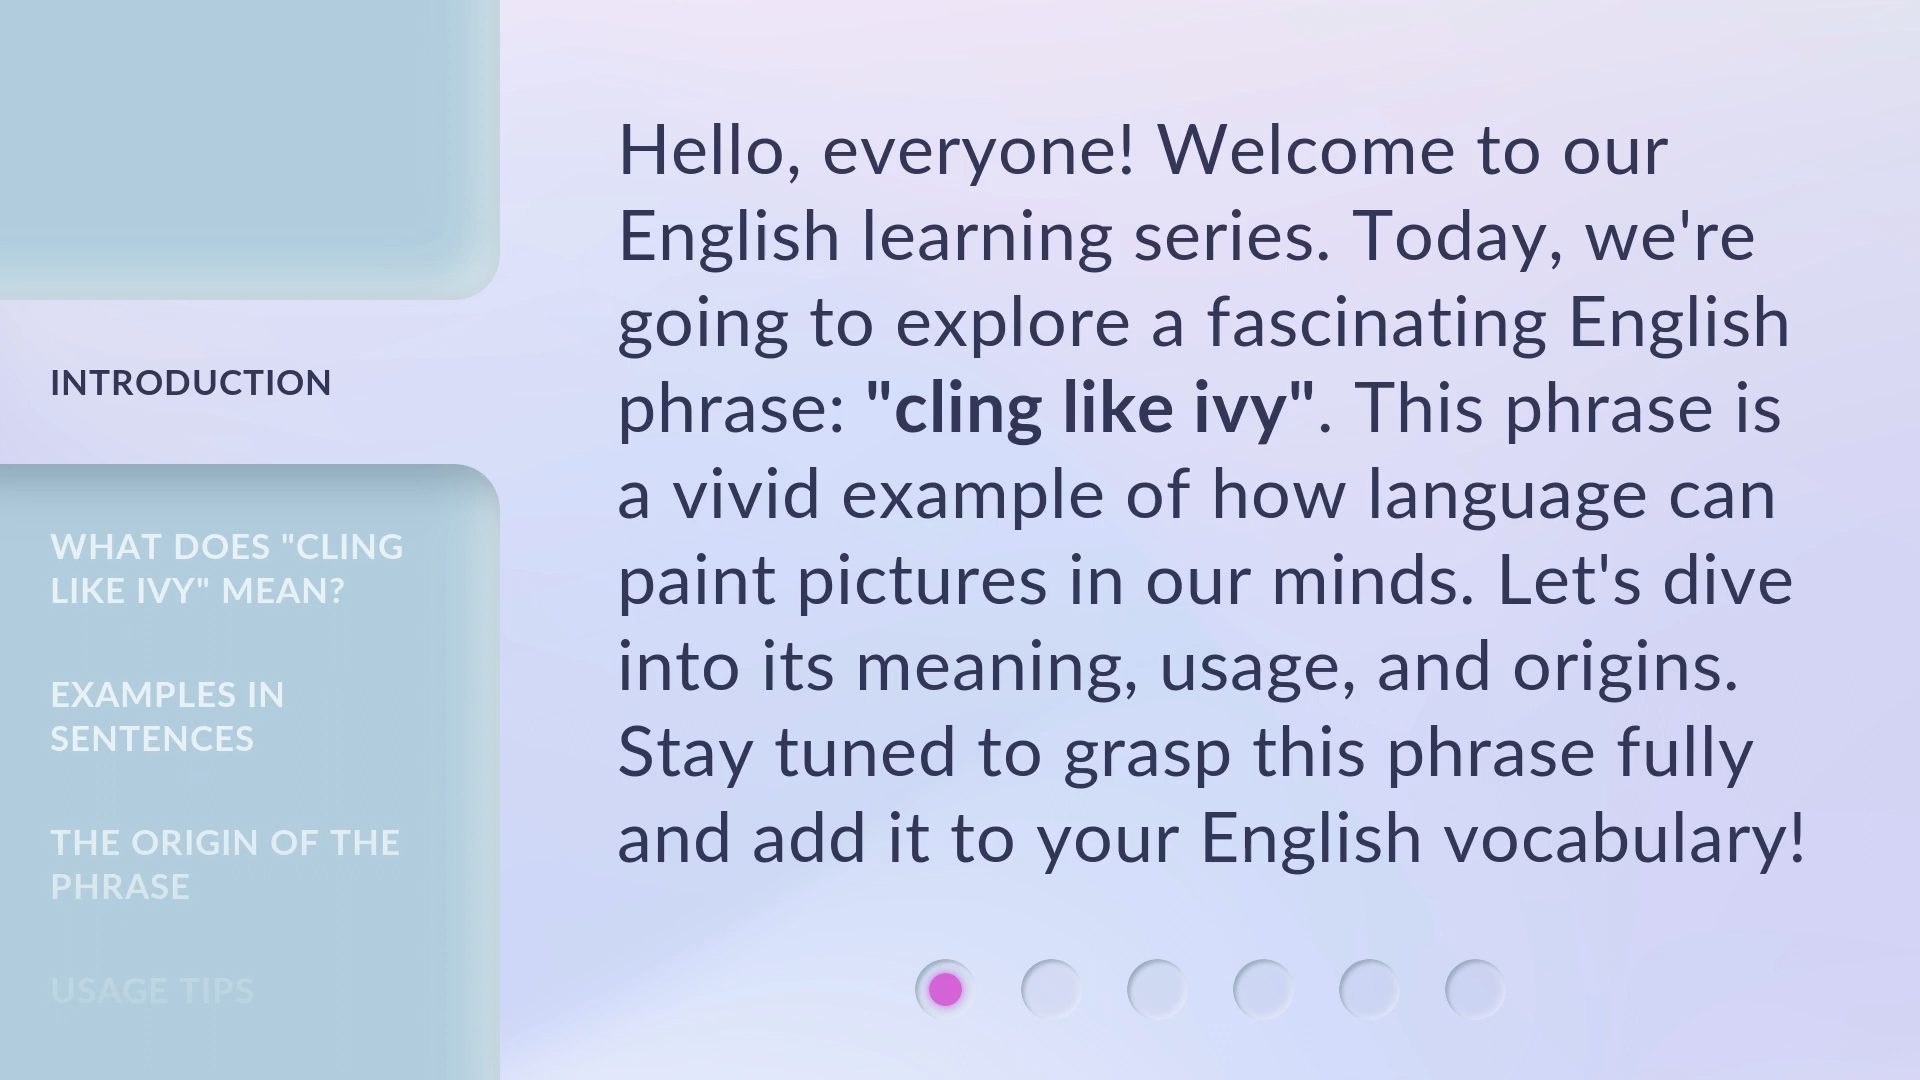 INTRODUCTION
WHAT DOES "CLING
LIKE IVY" MEAN?
EXAMPLES IN
SENTENCES
THE ORIGIN OF THE
PHRASE
USAGE TIPS
Hello, everyone! Welcome to our
English learning series. Today, we're
going to explore a fascinating English
phrase: "cling like ivy". This phrase is
a vivid example of how language can
paint pictures in our minds. Let's dive
into its meaning, usage, and origins.
Stay tuned to grasp this phrase fully
and add it to your English vocabulary!